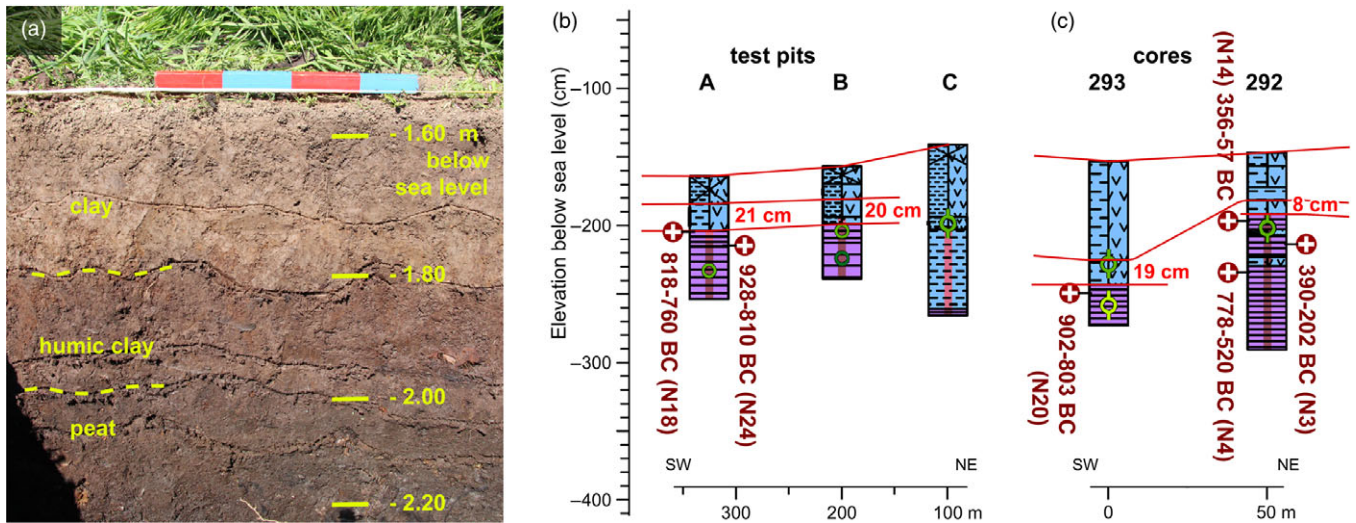 (a)
- 1.60 m
below
sea level
clay
- 1.80
humic clay
- 2.00
peat
- 2.20
(b)
test pits
A
B
C
Elevation below sea level (cm)
−100
−200
−300
−400
21 cm
20 cm
818-760 BC (N18)
928-810 BC (N24)
SW
NE
300
200
100 m
(c)
cores
293
292
(N14) 356-57 BC
8 cm
19 cm
902-803 BC
(N20)
778-520 BC (N4)
390-202 BC (N3)
SW
NE
0
50 m